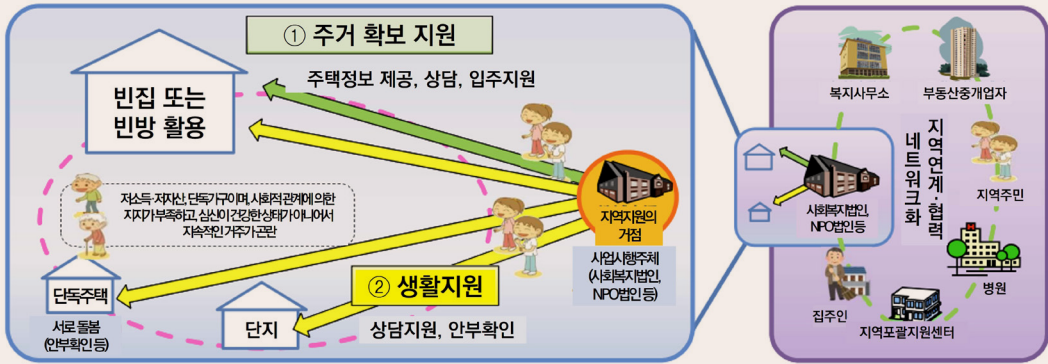 ① 주거 확보 지원
주택정보 제공, 상담, 입주지원
빈집 또는
빈방 활용
저소득·저자산, 단독가구이며, 사회적 관계에 의한
지지가 부족하고, 심신이 건강한 상태가 아니어서
지속적인 거주가 곤란
지역지원의
거점
사업시행주체
(사회복지법인,
NPO법인 등)
단독주택
서로 돌봄
(안부확인 등)
단지
② 생활지원
상담지원, 안부확인
복지사무소
부동산중개업자
지역연계·협력
네트워크화
지역주민
사회복지법인,
NPO법인 등
병원
집주인
지역포괄지원센터